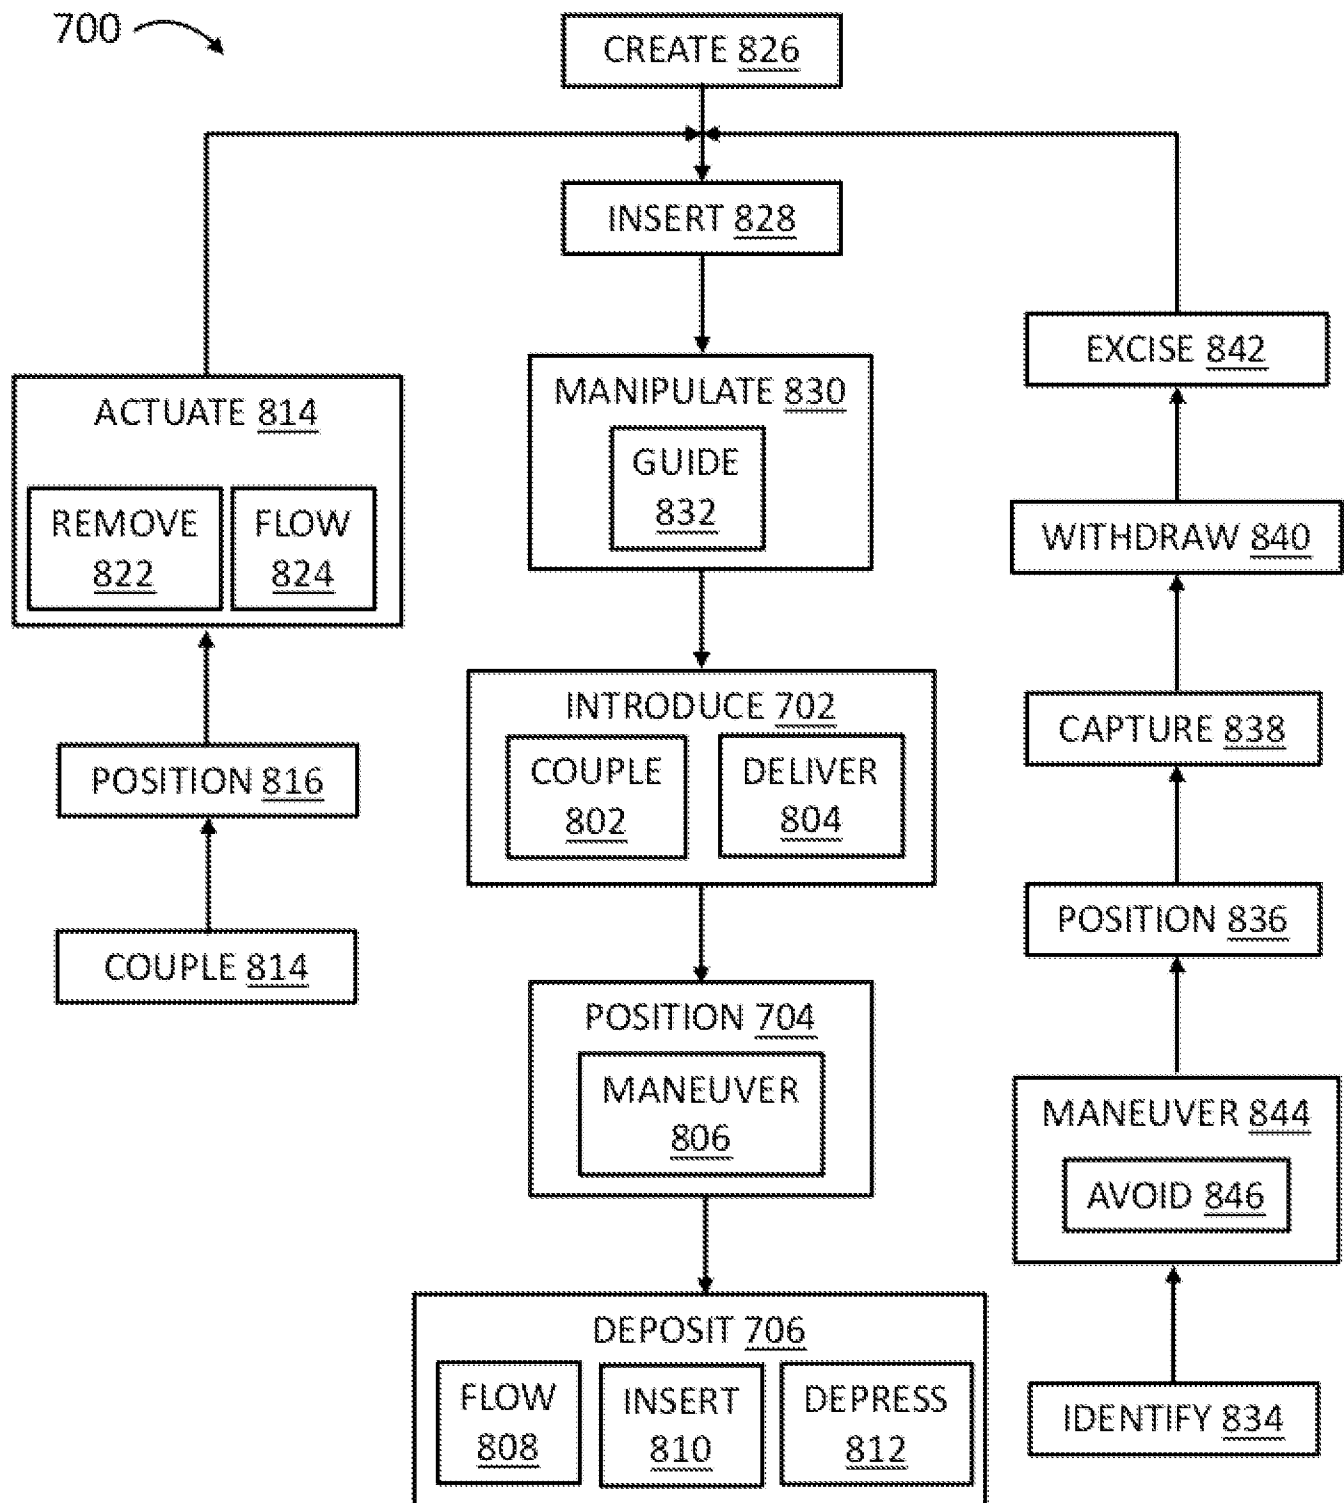 700
CREATE 826
INSERT 828
MANIPULATE 830
GUIDE
832
INTRODUCE 702
COUPLE
802
DELIVER
804
POSITION 704
MANEUVER
806
DEPOSIT 706
FLOW
808
INSERT
810
DEPRESS
812
ACTUATE 814
REMOVE
822
FLOW
824
POSITION 816
COUPLE 814
EXCISE 842
WITHDRAW 840
CAPTURE 838
POSITION 836
MANEUVER 844
AVOID 846
IDENTIFY 834